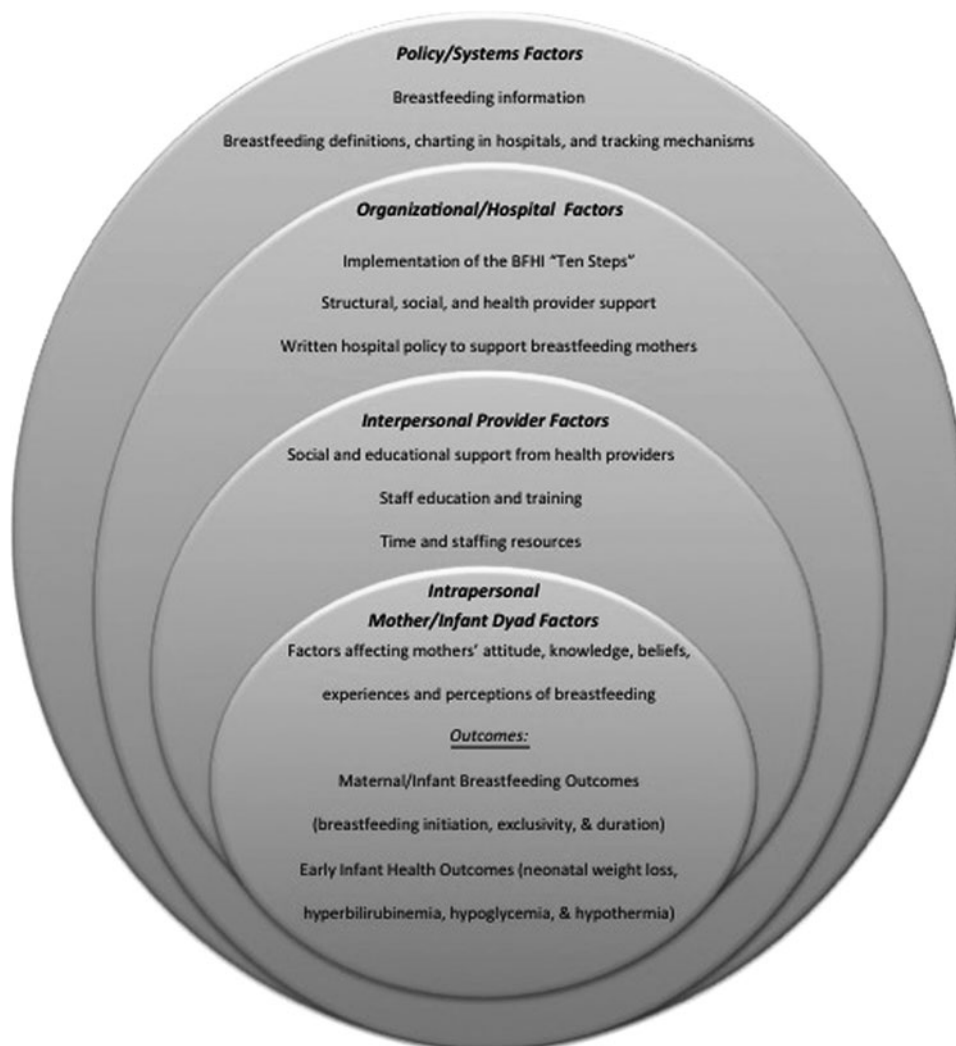 Policy/Systems Factors
Breastfeeding information
Breastfeeding definitions, charting in hospitals, and tracking mechanisms
Organizational/Hospital Factors
Implementation of the BFHI “Ten Steps”
Structural, social, and health provider support
Written hospital policy to support breastfeeding mothers
Interpersonal Provider Factors
Social and educational support from health providers
Staff education and training
Time and staffing resources
Intrapersonal
Mother/Infant Dyad Factors
Factors affecting mothers’ attitude, knowledge, beliefs,
experiences and perceptions of breastfeeding
Outcomes:
Maternal/Infant Breastfeeding Outcomes
(breastfeeding initiation, exclusivity, & duration)
Early Infant Health Outcomes (neonatal weight loss,
hyperbilirubinemia, hypoglycemia, & hypothermia)